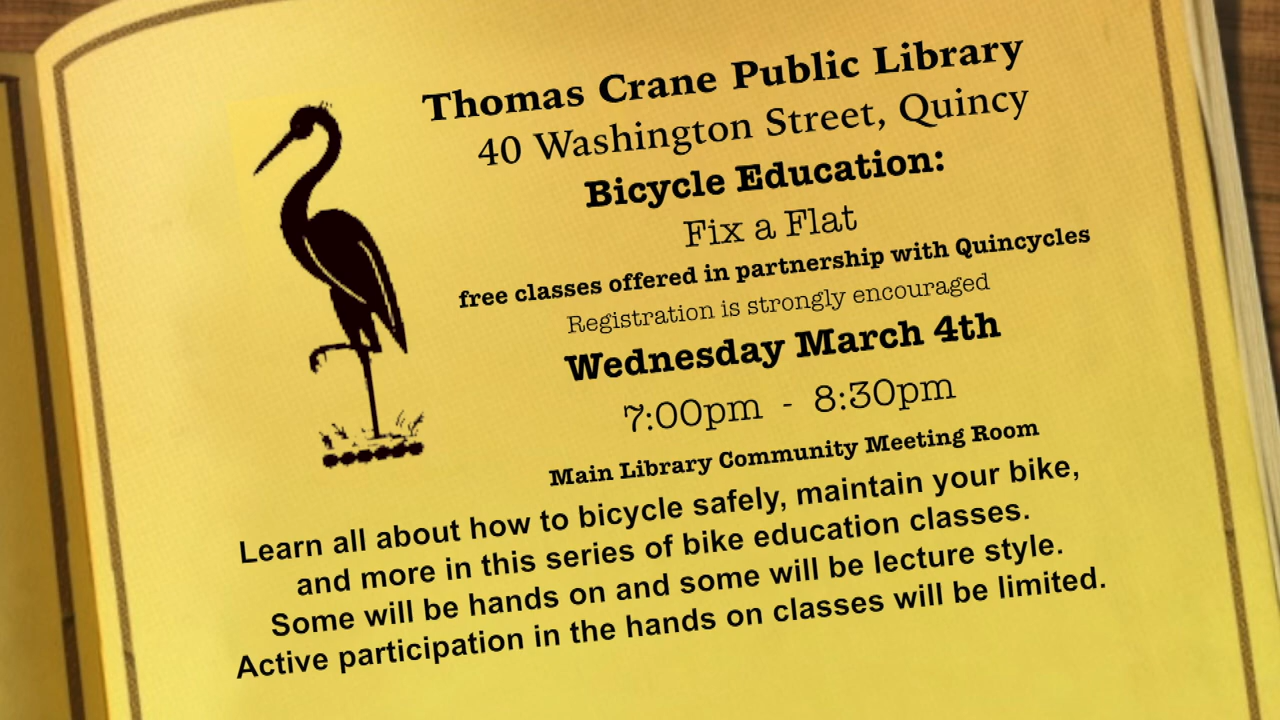 Thomas Crane Public Library
40 Washington Street, Quincy
Bicycle Education:
Fix a Flat
free classes offered in partnership with Quincycles
Registration is strongly encouraged
Wednesday March 4th
7:00pm - 8:30pm
Main Library Community Meeting Room
Learn all about how to bicycle safely, maintain your bike,
and more in this series of bike education classes.
Some will be hands on and some will be lecture style.
Active participation in the hands on classes will be limited.